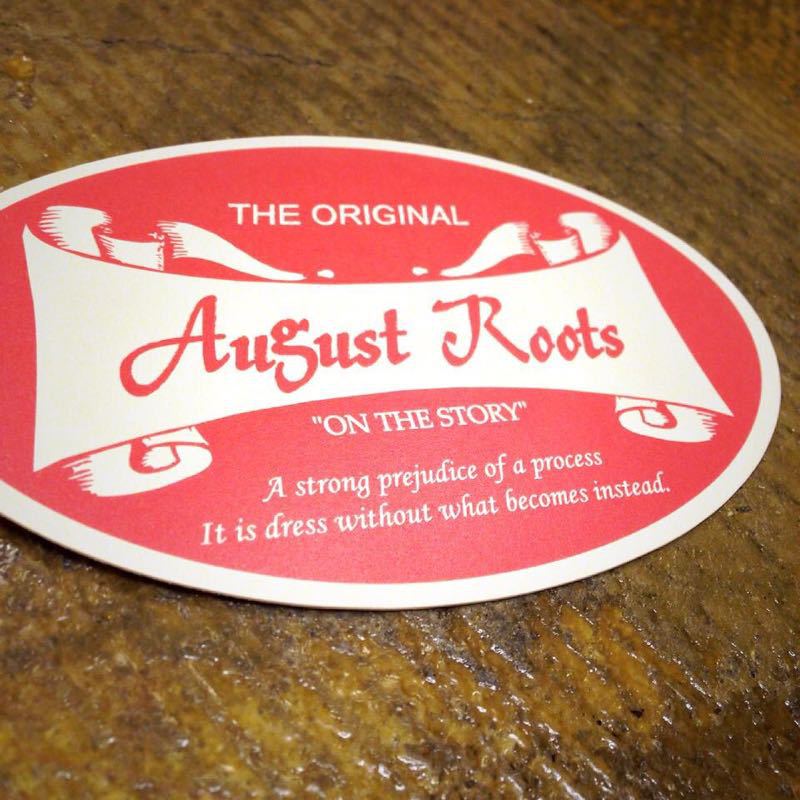 THE ORIGINAL
August Roots
"ON THE STORY"
A strong prejudice of a process
It is dress without what becomes instead.